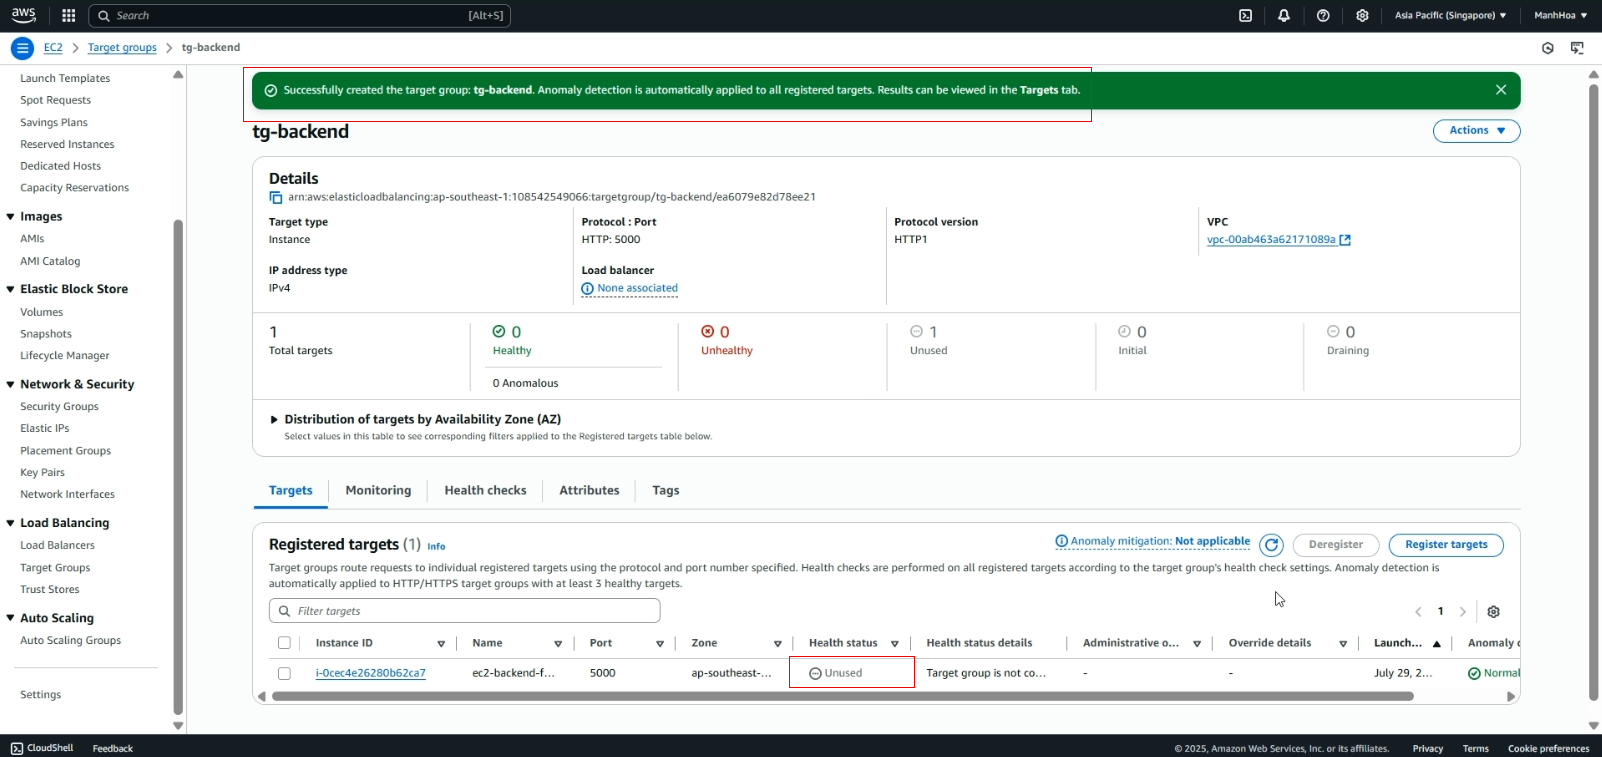 aws
Search [Alt+S]
Asia Pacific (Singapore)
ManhHoa
EC2 > Target groups > tg-backend
Launch Templates
Spot Requests
Savings Plans
Reserved Instances
Dedicated Hosts
Capacity Reservations
Images
AMIs
AMI Catalog
Elastic Block Store
Volumes
Snapshots
Lifecycle Manager
Network & Security
Security Groups
Elastic IPs
Placement Groups
Key Pairs
Network Interfaces
Load Balancing
Load Balancers
Target Groups
Trust Stores
Auto Scaling
Auto Scaling Groups
Settings
Successfully created the target group: tg-backend. Anomaly detection is automatically applied to all registered targets. Results can be viewed in the Targets tab.
tg-backend
Actions
Details
arn:aws:elasticloadbalancing:ap-southeast-1:108542549066:targetgroup/tg-backend/ea6079e82d78ee21
Target type
Instance
Protocol : Port
HTTP: 5000
Protocol version
HTTP1
VPC
vpc-00ab463a62171089a
IP address type
IPv4
Load balancer
None associated
1
Total targets
0
Healthy
0 Anomalous
0
Unhealthy
1
Unused
0
Initial
0
Draining
Distribution of targets by Availability Zone (AZ)
Select values in this table to see corresponding filters applied to the Registered targets table below.
Targets Monitoring Health checks Attributes Tags
Registered targets (1) Info
Anomaly mitigation: Not applicable
Deregister
Register targets
Target groups route requests to individual registered targets using the protocol and port number specified. Health checks are performed on all registered targets according to the target group's health check settings. Anomaly detection is
automatically applied to HTTP/HTTPS target groups with at least 3 healthy targets.
Filter targets
1
Instance ID Name Port Zone Health status Health status details Administrative o... Override details Launch... Anomaly
i-0cec4e26280b62ca7 ec2-backend-f... 5000 ap-southeast-... Unused Target group is not co... - - July 29, 2... Normal
CloudShell Feedback
© 2025, Amazon Web Services, Inc. or its affiliates. Privacy Terms Cookie preferences